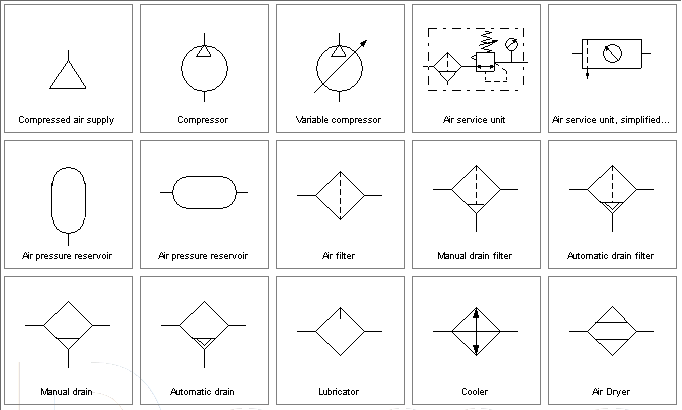 Compressed air supply
Compressor
Variable compressor
Air service unit
Air service unit, simplified...
Air pressure reservoir
Air pressure reservoir
Air filter
Manual drain filter
Automatic drain filter
Manual drain
Automatic drain
Lubricator
Cooler
Air Dryer